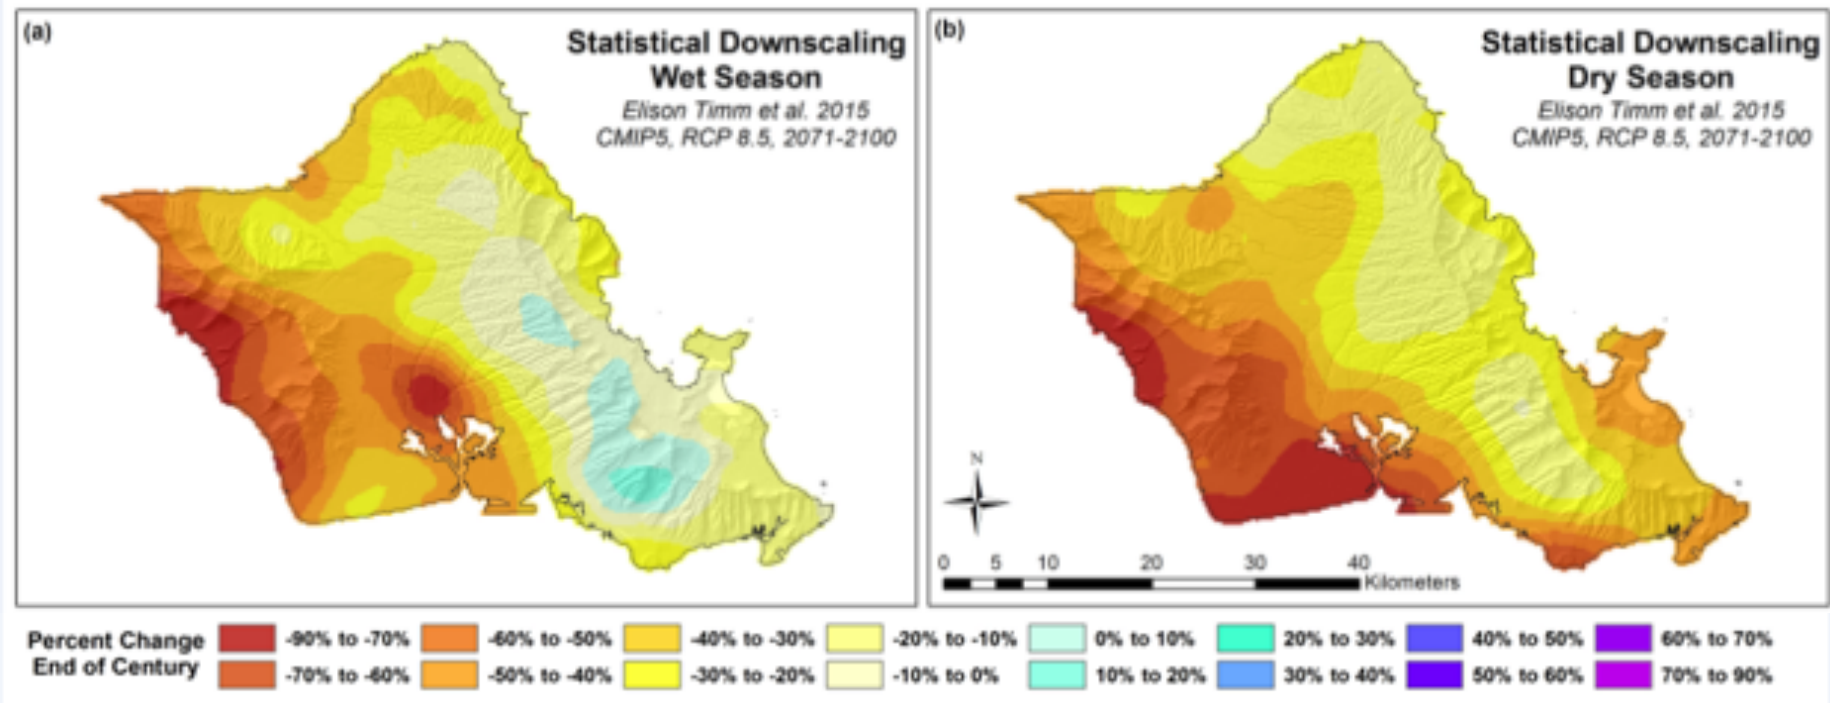 (a)
Statistical Downscaling
Wet Season
Elison Timm et al. 2015
CMIP5, RCP 8.5, 2071-2100
(b)
Statistical Downscaling
Dry Season
Elison Timm et al. 2015
CMIP5, RCP 8.5, 2071-2100
N
0 5 10 20 30 40
Kilometers
Percent Change
End of Century
-90% to -70% -60% to -50% -40% to -30% -20% to -10% 0% to 10% 20% to 30% 40% to 50% 60% to 70%
-70% to -60% -50% to -40% -30% to -20% -10% to 0% 10% to 20% 30% to 40% 50% to 60% 70% to 90%